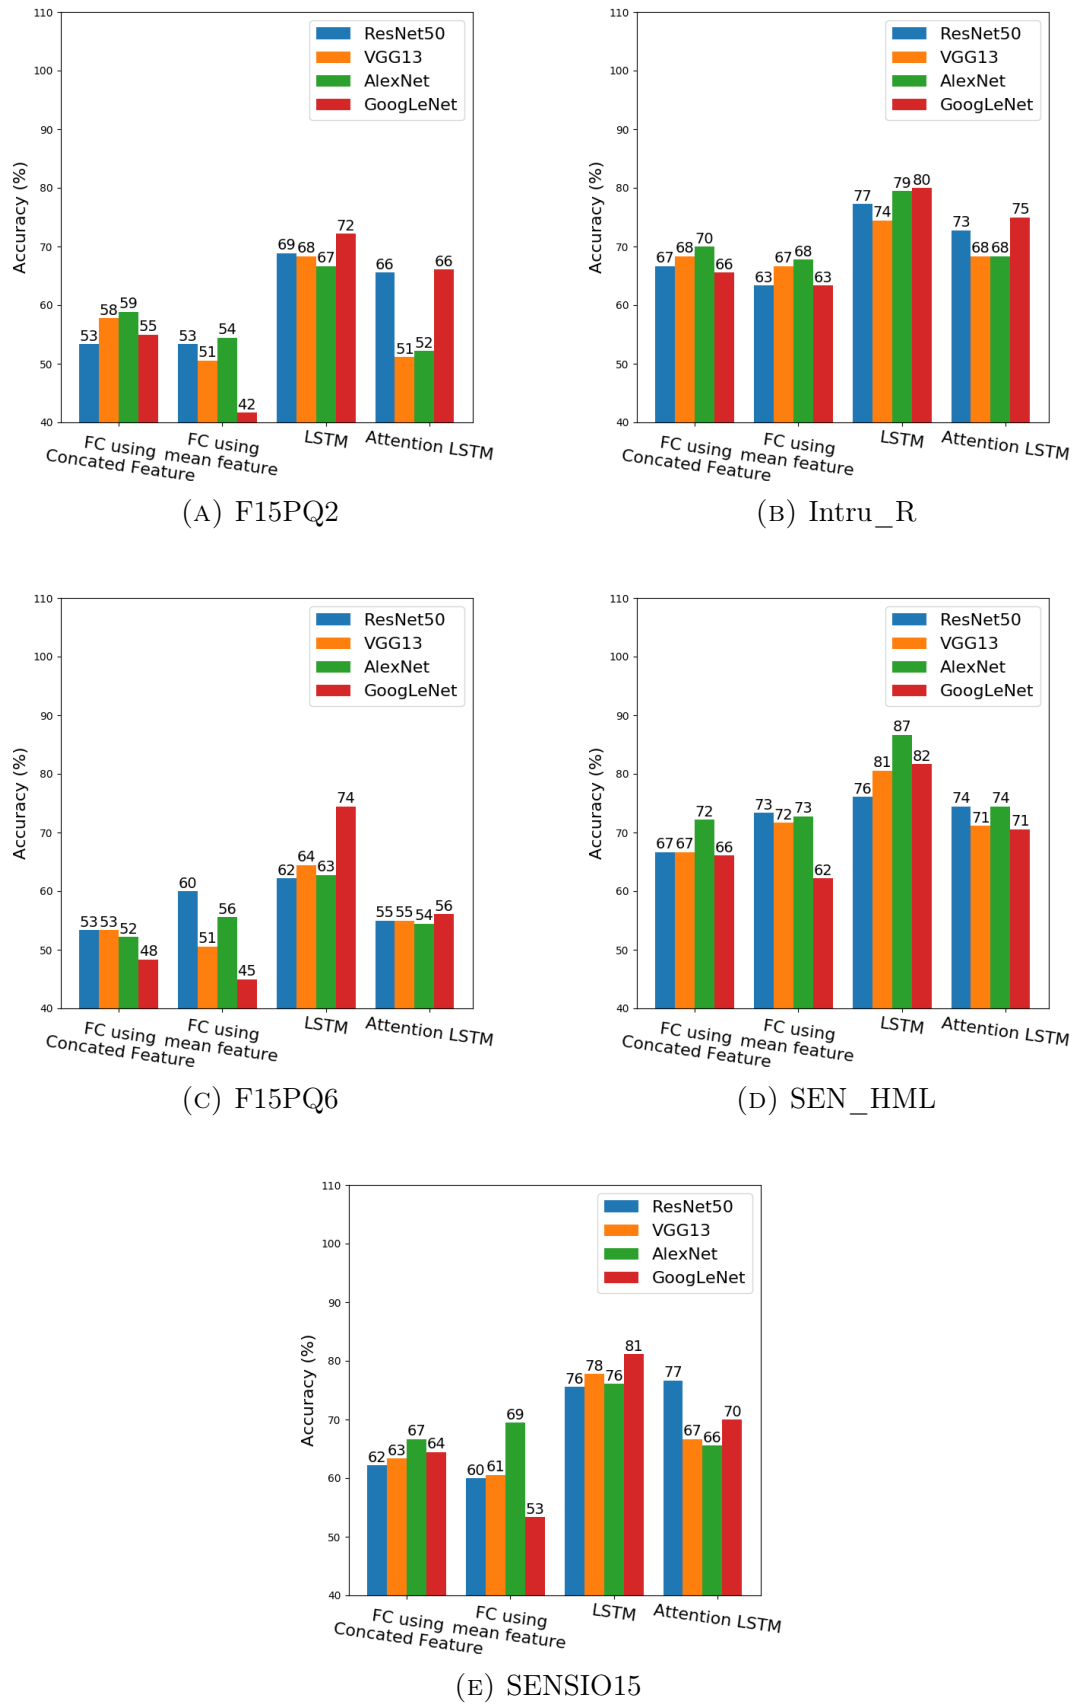 110
100
90
80
70
60
50
40
Accuracy (%)
ResNet50
VGG13
AlexNet
GoogLeNet
53 58 59 55
53 51 54 42
69 68 67 72
66 51 52 66
FC using
Concated Feature
FC using
mean feature
LSTM
Attention LSTM
(A) F15PQ2
110
100
90
80
70
60
50
40
Accuracy (%)
ResNet50
VGG13
AlexNet
GoogLeNet
67 68 70 66
63 67 68 63
77 74 79 80
73 68 68 75
FC using
Concated Feature
FC using
mean feature
LSTM
Attention LSTM
(B) Intru_R
110
100
90
80
70
60
50
40
Accuracy (%)
ResNet50
VGG13
AlexNet
GoogLeNet
53 53 52 48
60 51 56 45
62 64 63 74
55 55 54 56
FC using
Concated Feature
FC using
mean feature
LSTM
Attention LSTM
(C) F15PQ6
110
100
90
80
70
60
50
40
Accuracy (%)
ResNet50
VGG13
AlexNet
GoogLeNet
67 67 72 66
73 72 73 62
76 81 87 82
74 71 74 71
FC using
Concated Feature
FC using
mean feature
LSTM
Attention LSTM
(D) SEN_HML
110
100
90
80
70
60
50
40
Accuracy (%)
ResNet50
VGG13
AlexNet
GoogLeNet
62 63 67 64
60 61 69 53
76 78 76 81
77 67 66 70
FC using
Concated Feature
FC using
mean feature
LSTM
Attention LSTM
(E) SENSIO15